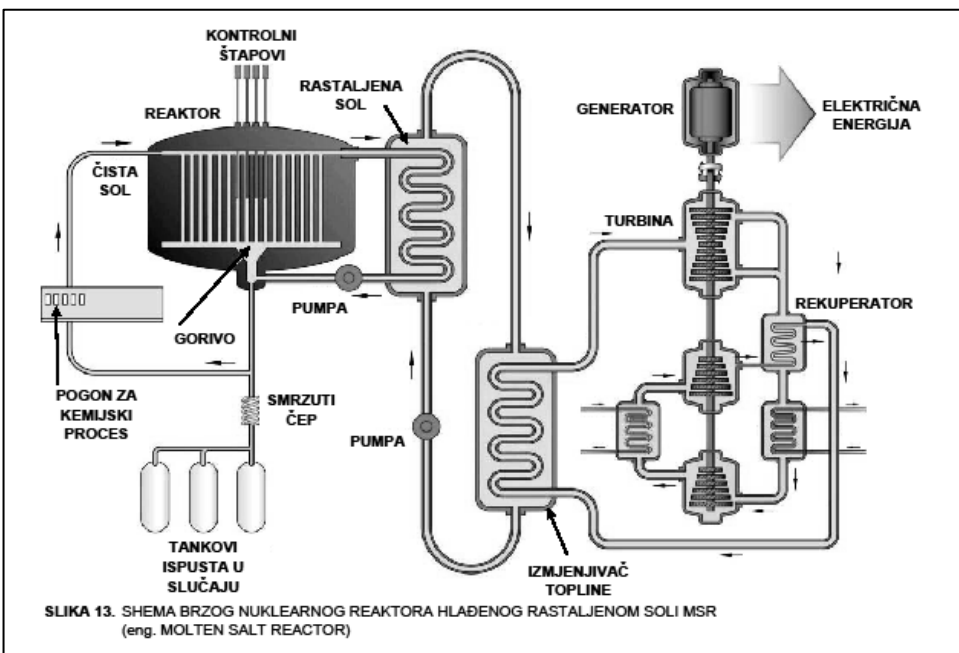 KONTROLNI
ŠTAPOVI
REAKTOR
RASTALJENA
SOL
GENERATOR
ELEKTRIČNA
ENERGIJA
ČISTA
SOL
TURBINA
PUMPA
REKUPERATOR
GORIVO
POGON ZA
KEMIJSKI
PROCES
SMRZUTI
ČEP
PUMPA
TANKOVI
ISPUSTA U
SLUČAJU
IZMJENJIVAČ
TOPLINE
SLIKA 13. SHEMA BRZOG NUKLEARNOG REAKTORA HLAĐENOG RASTALJENOM SOLI MSR
(eng. MOLTEN SALT REACTOR)